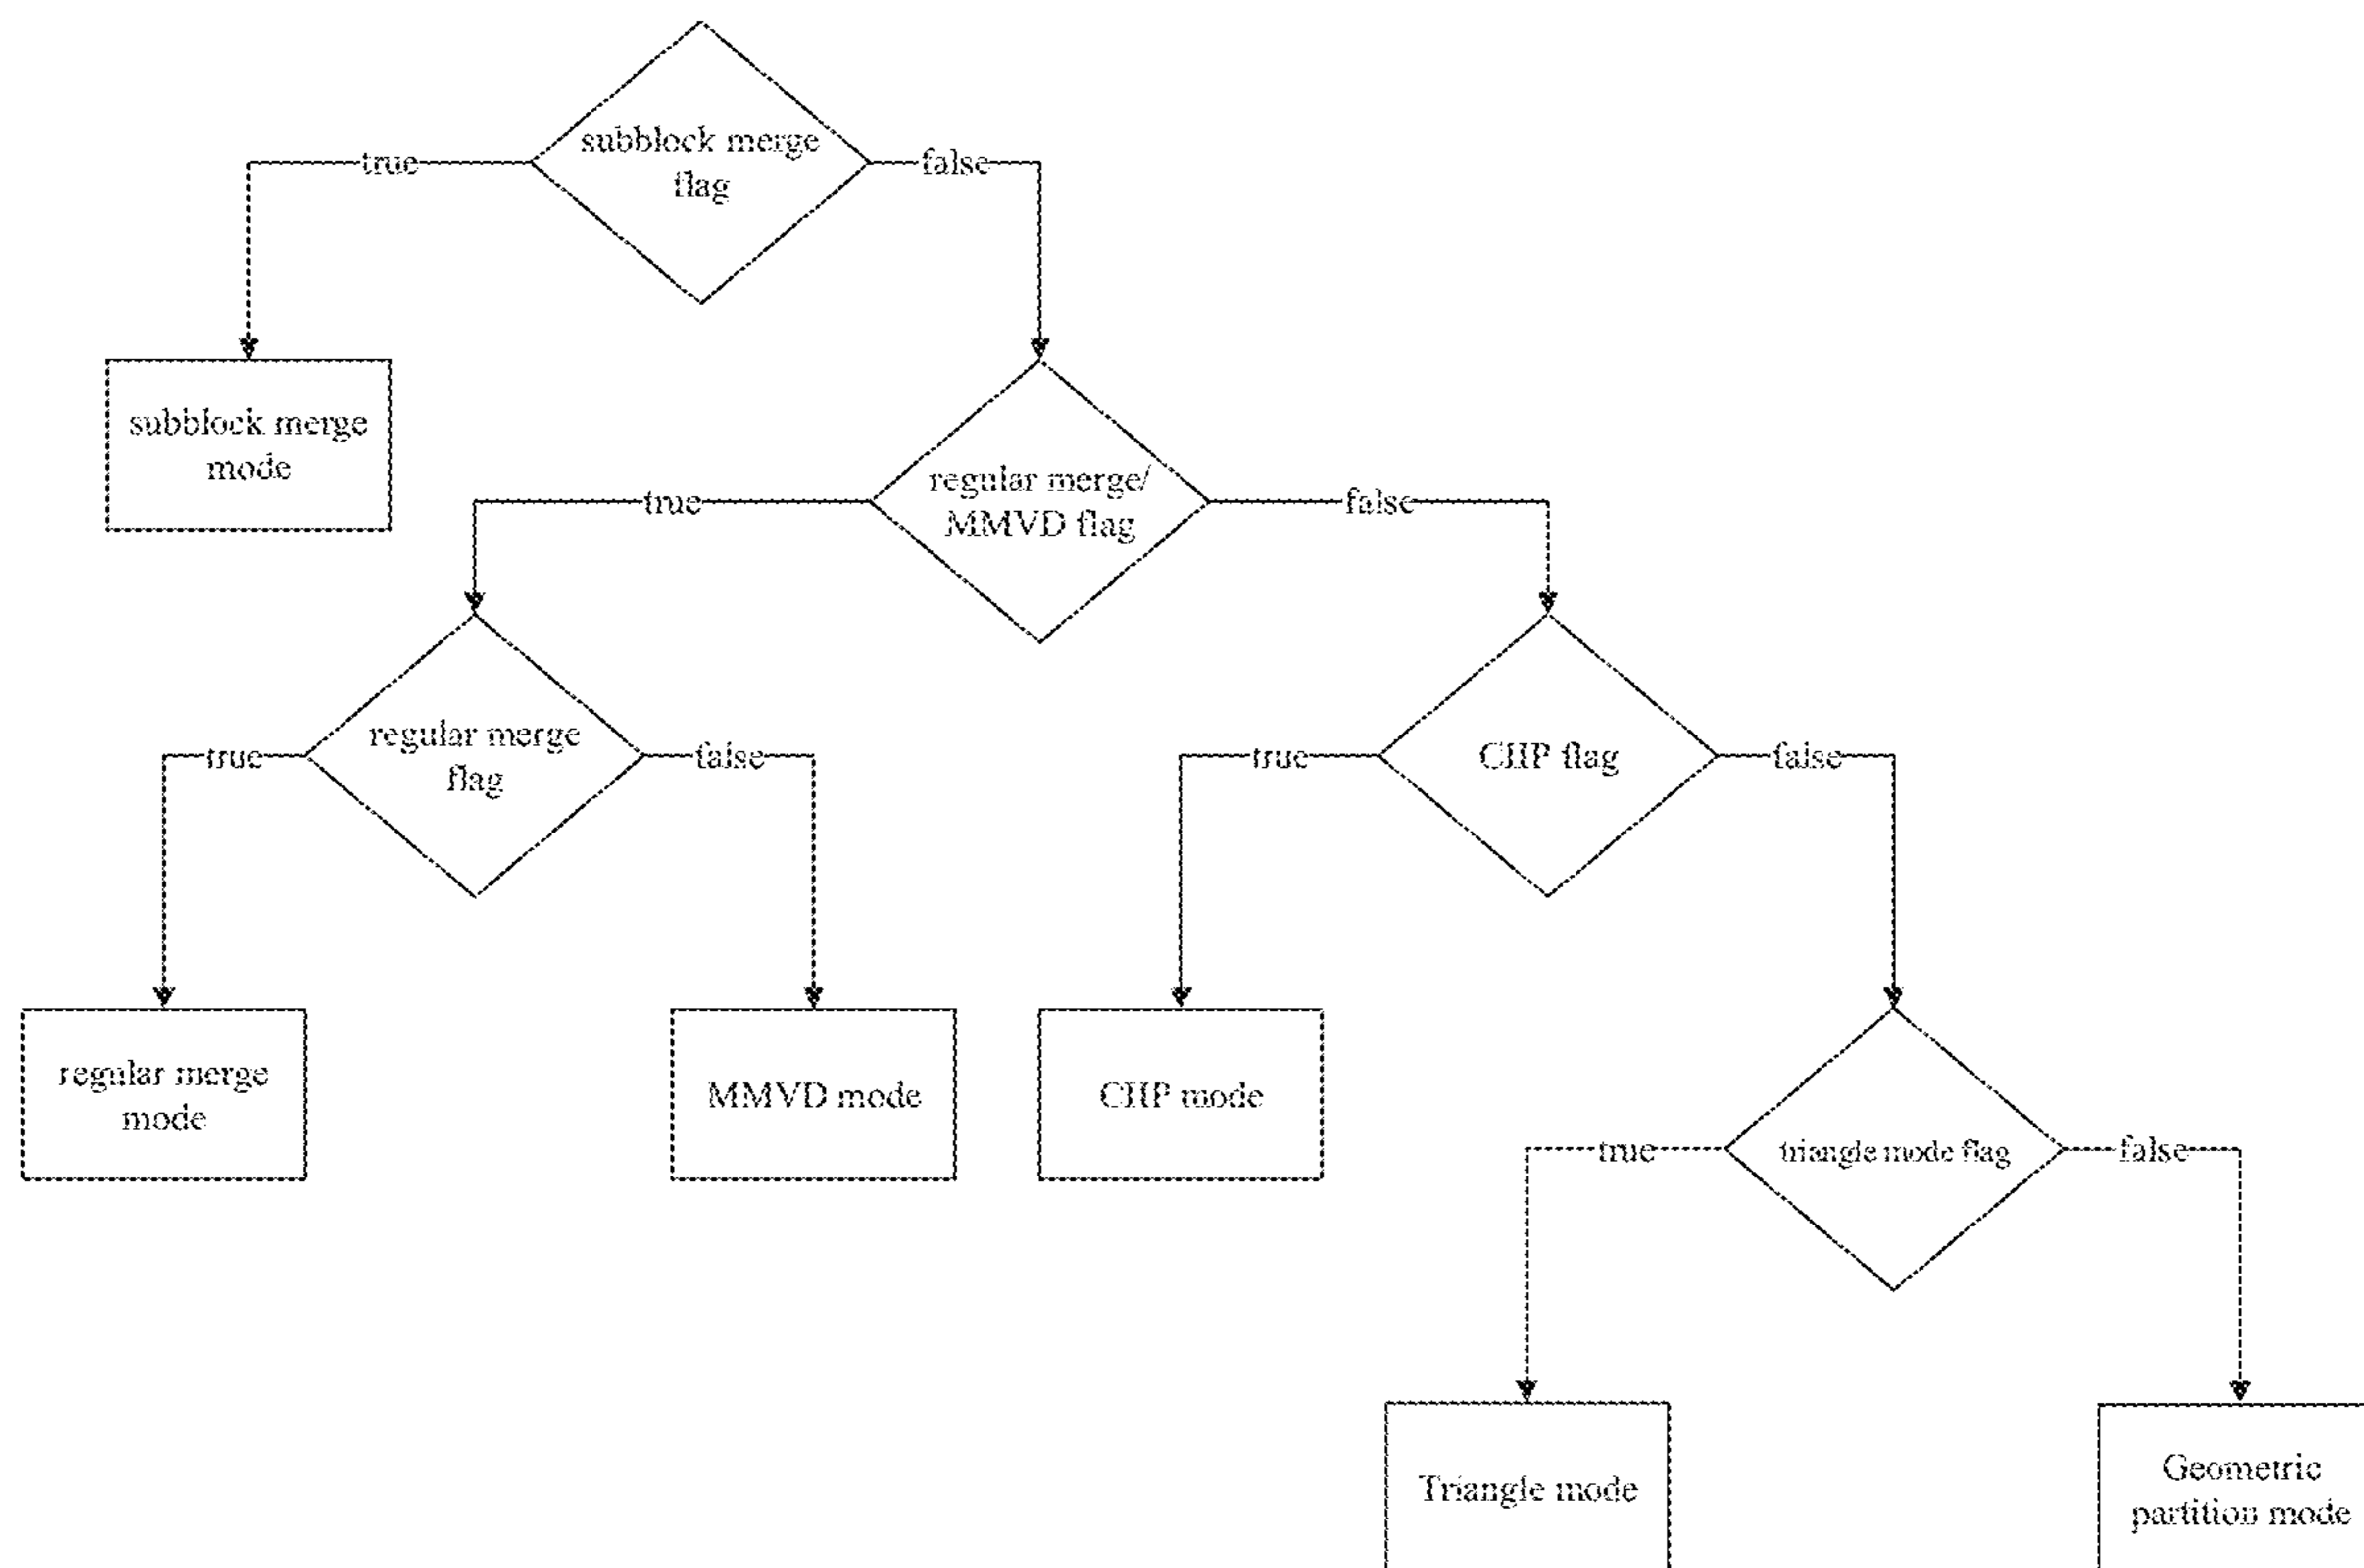 subblock merge
flag
true
false
subblock merge
mode
regular merge/
MMVD flag
true
false
regular merge
flag
true
false
CIIP flag
true
false
regular merge
mode
MMVD mode
CIIP mode
triangle mode flag
true
false
Triangle mode
Geometric
partition mode